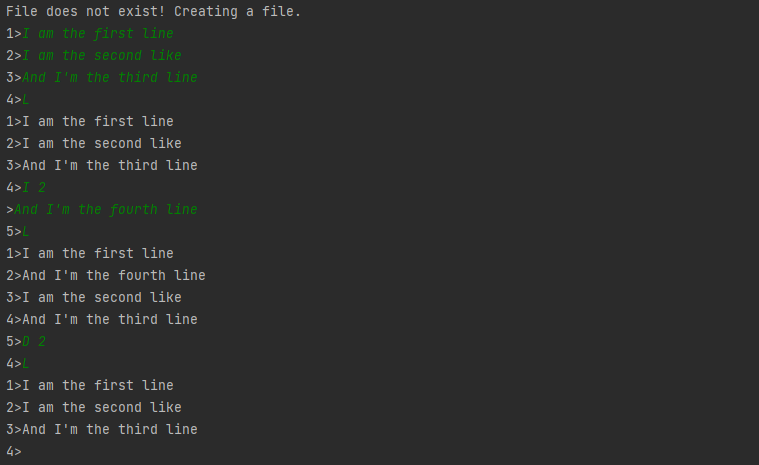 File does not exist! Creating a file.
1>I am the first line
2>I am the second like
3>And I'm the third line
4>L
1>I am the first line
2>I am the second like
3>And I'm the third line
4>I 2
>And I'm the fourth line
5>L
1>I am the first line
2>And I'm the fourth line
3>I am the second like
4>And I'm the third line
5>D 2
4>L
1>I am the first line
2>I am the second like
3>And I'm the third line
4>